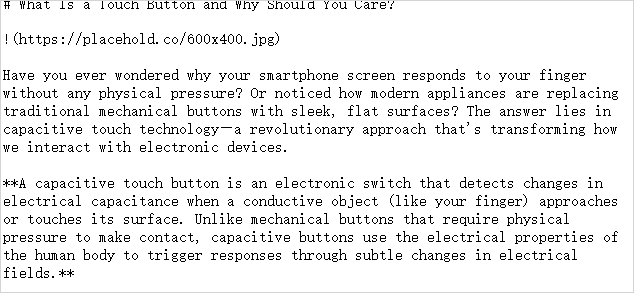 # What Is a Touch Button and Why Should You Care?
!(https://placehold.co/600x400.jpg)
Have you ever wondered why your smartphone screen responds to your finger
without any physical pressure? Or noticed how modern appliances are replacing
traditional mechanical buttons with sleek, flat surfaces? The answer lies in
capacitive touch technology—a revolutionary approach that's transforming how
we interact with electronic devices.
**A capacitive touch button is an electronic switch that detects changes in
electrical capacitance when a conductive object (like your finger) approaches
or touches its surface. Unlike mechanical buttons that require physical
pressure to make contact, capacitive buttons use the electrical properties of
the human body to trigger responses through subtle changes in electrical
fields.**